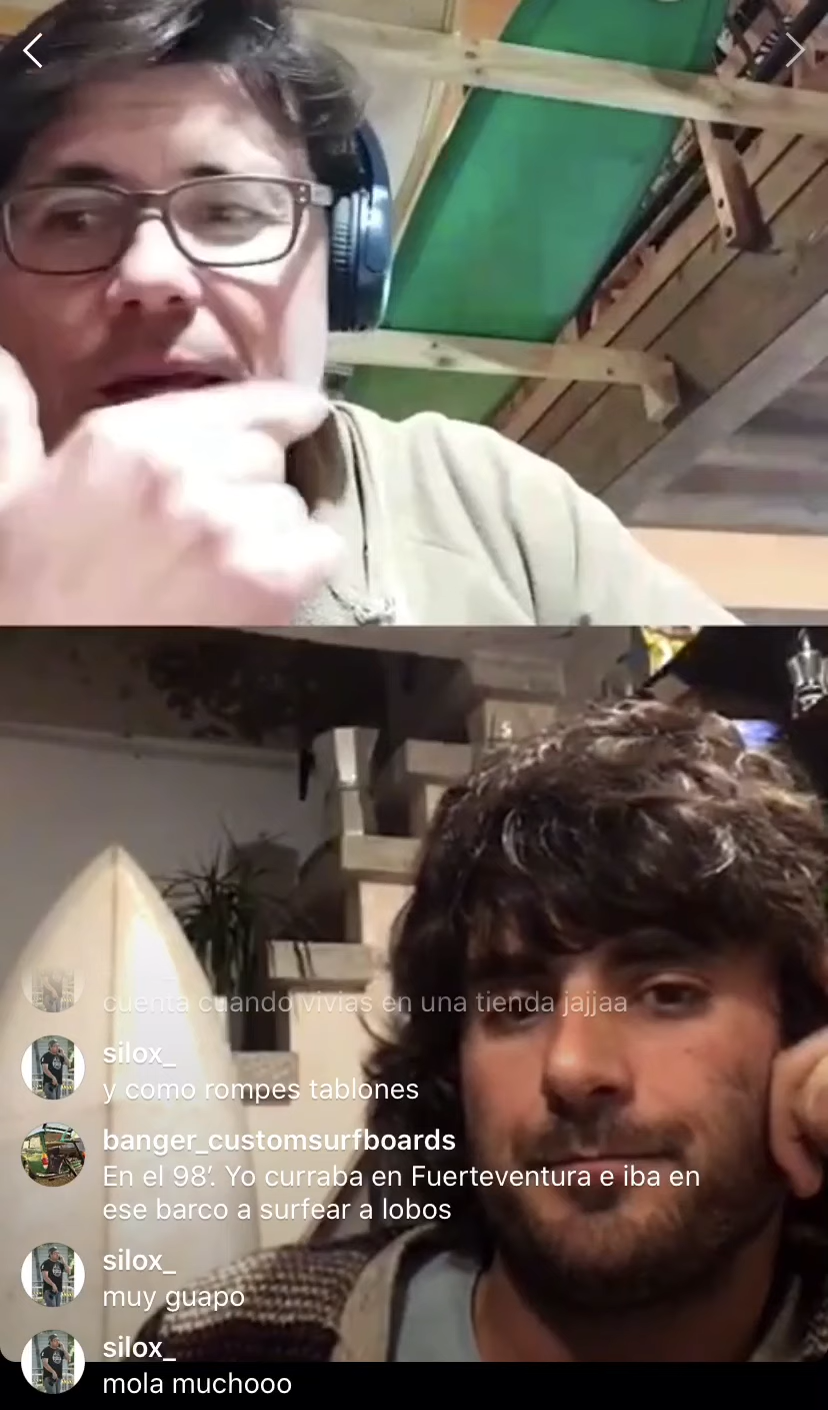 cuenta cuando vivias en una tienda jajjaa
silox_
y como rompes tablones
banger_customsurfboards
En el 98'. Yo curraba en Fuerteventura e iba en
ese barco a surfear a lobos
silox_
muy guapo
silox_
mola muchooo